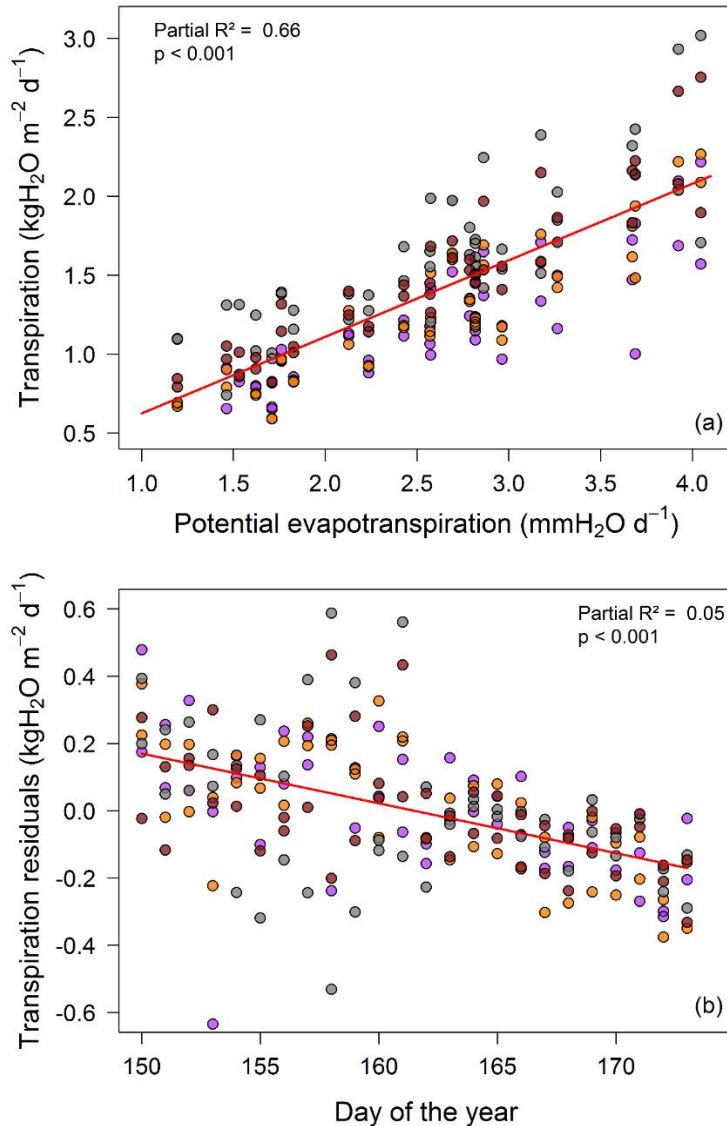 Partial R² = 0.66
p < 0.001
3.0
2.5
2.0
1.5
1.0
0.5
Transpiration (kgH₂O m⁻² d⁻¹)
(a)
1.0 1.5 2.0 2.5 3.0 3.5 4.0
Potential evapotranspiration (mmH₂O d⁻¹)
Partial R² = 0.05
p < 0.001
0.6
0.4
0.2
0.0
-0.2
-0.4
-0.6
Transpiration residuals (kgH₂O m⁻² d⁻¹)
(b)
150 155 160 165 170
Day of the year